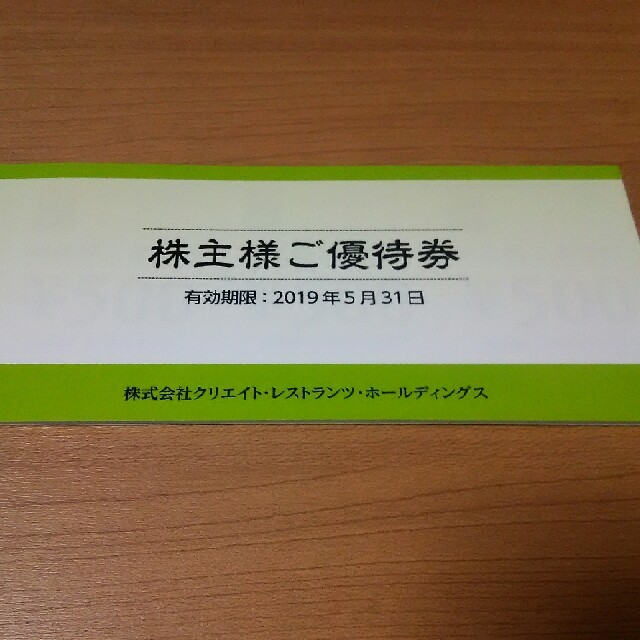 株主様ご優待券
有効期限：2019年5月31日
株式会社クリエイト・レストランツ・ホールディングス